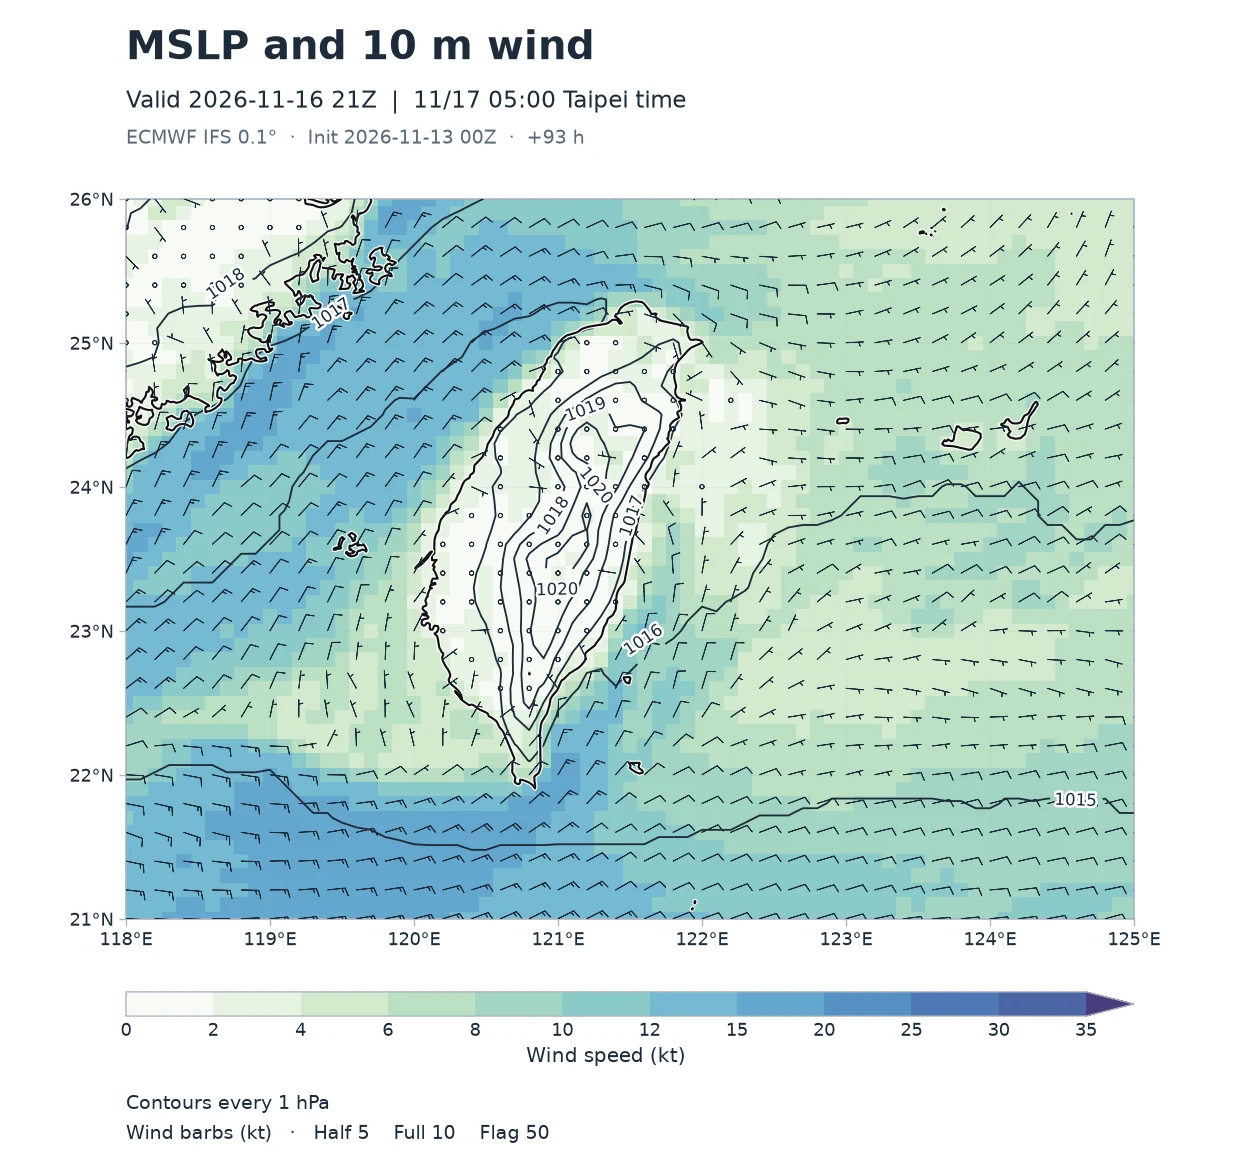 MSLP and 10 m wind
Valid 2026-11-16 21Z | 11/17 05:00 Taipei time
ECMWF IFS 0.1° · Init 2026-11-13 00Z · +93 h
26°N
25°N
24°N
23°N
22°N
21°N
1018
1017
1019
1020
1018
1017
1020
1016
1015
118°E 119°E 120°E 121°E 122°E 123°E 124°E 125°E
0 2 4 6 8 10 12 15 20 25 30 35
Wind speed (kt)
Contours every 1 hPa
Wind barbs (kt) · Half 5 Full 10 Flag 50